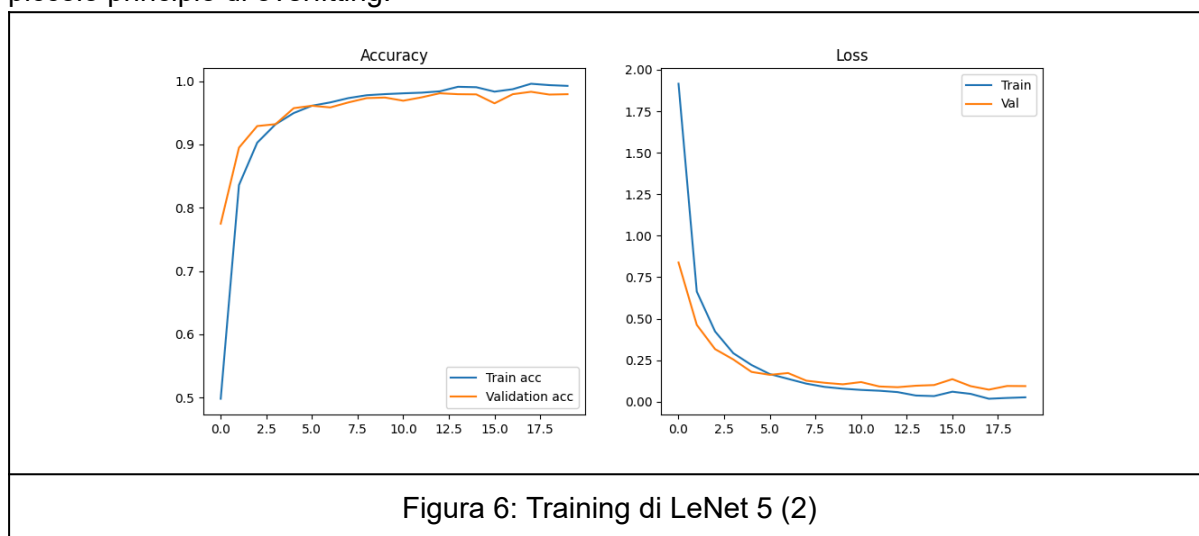 piccolo principio di overfitting.
Accuracy
1.0
0.9
0.8
0.7
0.6
0.5
0.0 2.5 5.0 7.5 10.0 12.5 15.0 17.5
Train acc
Validation acc
Loss
2.00
1.75
1.50
1.25
1.00
0.75
0.50
0.25
0.00
0.0 2.5 5.0 7.5 10.0 12.5 15.0 17.5
Train
Val
Figura 6: Training di LeNet 5 (2)